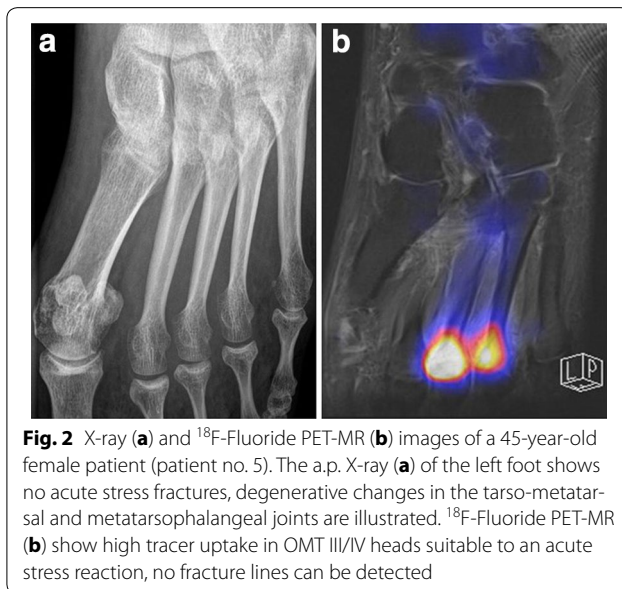 a
b
L P
Fig. 2 X-ray (a) and ¹⁸F-Fluoride PET-MR (b) images of a 45-year-old
female patient (patient no. 5). The a.p. X-ray (a) of the left foot shows
no acute stress fractures, degenerative changes in the tarso-metatar-
sal and metatarsophalangeal joints are illustrated. ¹⁸F-Fluoride PET-MR
(b) show high tracer uptake in OMT III/IV heads suitable to an acute
stress reaction, no fracture lines can be detected